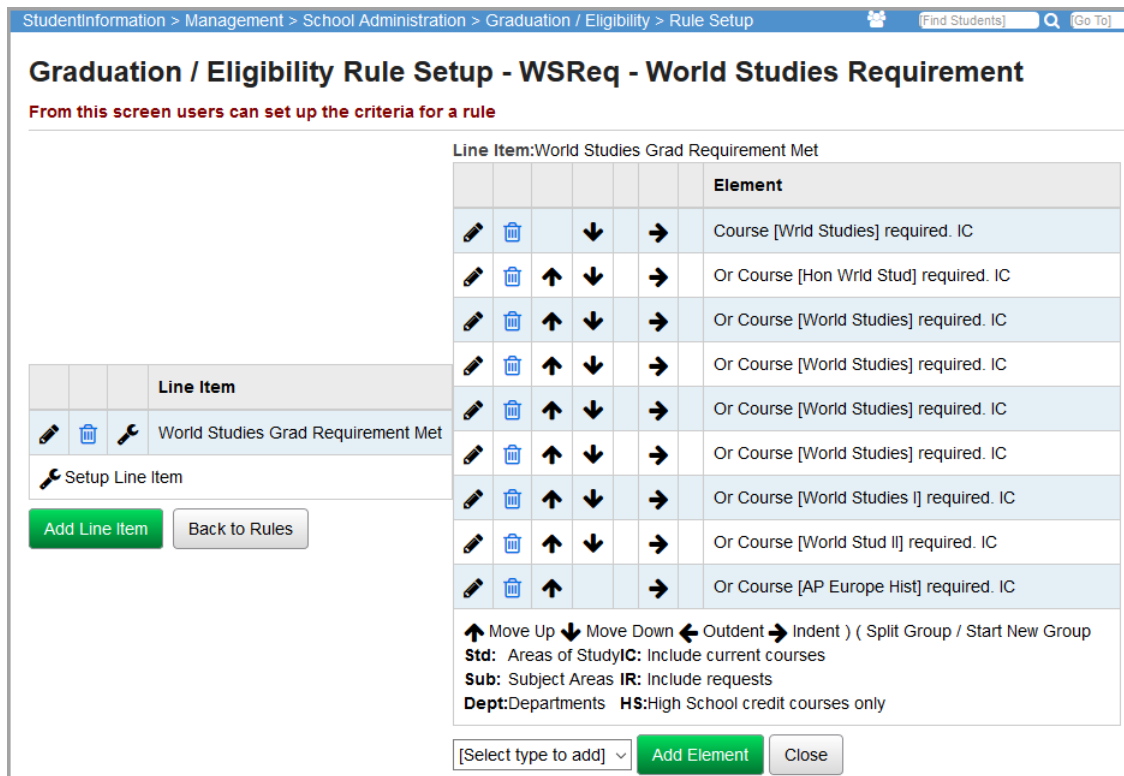 StudentInformation > Management > School Administration > Graduation / Eligibility > Rule Setup [Find Students] [Go To]
Graduation / Eligibility Rule Setup - WSReq - World Studies Requirement
From this screen users can set up the criteria for a rule
Line Item:World Studies Grad Requirement Met
Element
Course [Wrld Studies] required. IC
Or Course [Hon Wrld Stud] required. IC
Or Course [World Studies] required. IC
Or Course [World Studies] required. IC
Or Course [World Studies] required. IC
Or Course [World Studies] required. IC
Or Course [World Studies I] required. IC
Or Course [World Stud II] required. IC
Or Course [AP Europe Hist] required. IC
Move Up Move Down Outdent Indent ) ( Split Group / Start New Group
Std: Areas of StudyIC: Include current courses
Sub: Subject Areas IR: Include requests
Dept:Departments HS:High School credit courses only
[Select type to add] Add Element Close
Line Item
World Studies Grad Requirement Met
Setup Line Item
Add Line Item Back to Rules